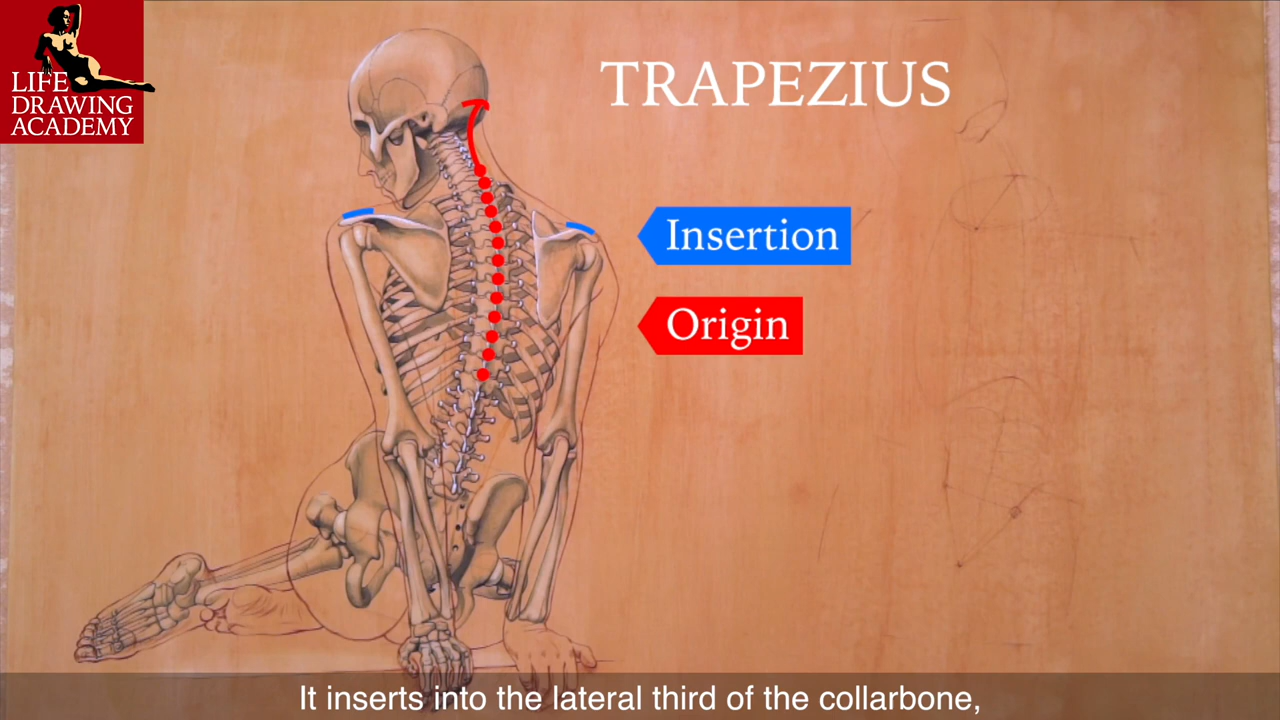 LIFE
DRAWING
ACADEMY
TRAPEZIUS
Insertion
Origin
It inserts into the lateral third of the collarbone,